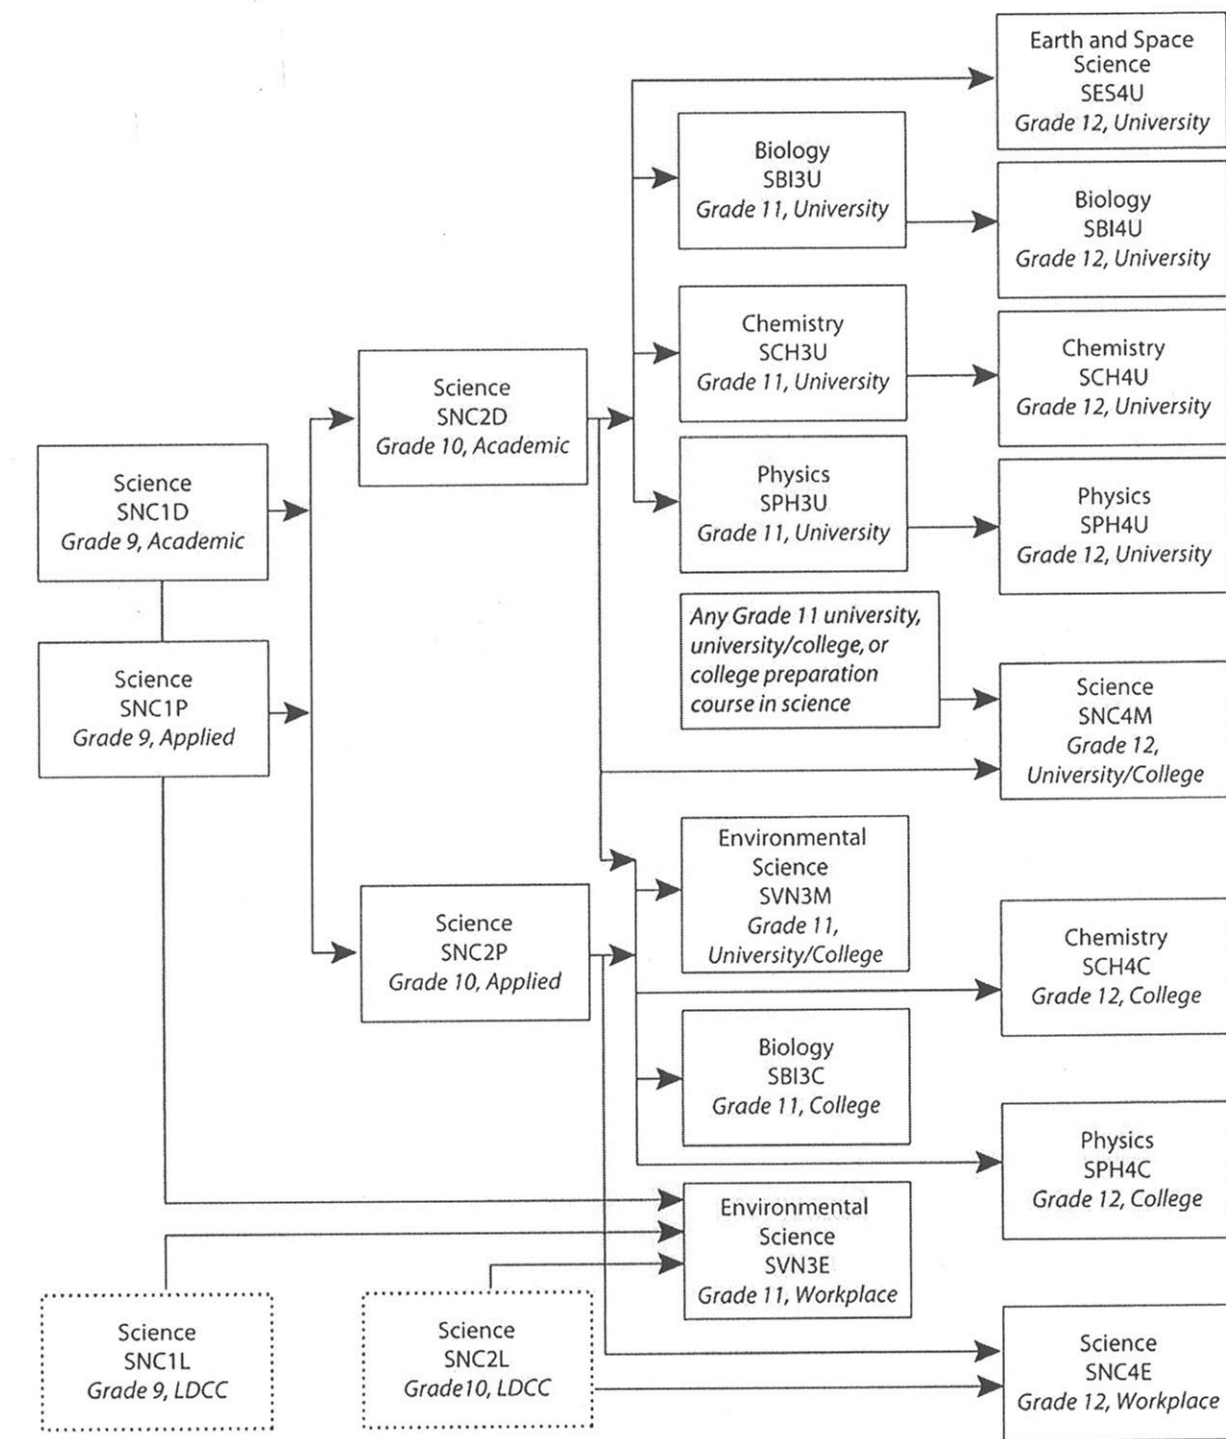 Science
SNC1D
Grade 9, Academic
Science
SNC1P
Grade 9, Applied
Science
SNC1L
Grade 9, LDCC
Science
SNC2D
Grade 10, Academic
Science
SNC2P
Grade 10, Applied
Science
SNC2L
Grade10, LDCC
Biology
SBI3U
Grade 11, University
Chemistry
SCH3U
Grade 11, University
Physics
SPH3U
Grade 11, University
Any Grade 11 university,
university/college, or
college preparation
course in science
Environmental
Science
SVN3M
Grade 11,
University/College
Biology
SBI3C
Grade 11, College
Environmental
Science
SVN3E
Grade 11, Workplace
Earth and Space
Science
SES4U
Grade 12, University
Biology
SBI4U
Grade 12, University
Chemistry
SCH4U
Grade 12, University
Physics
SPH4U
Grade 12, University
Science
SNC4M
Grade 12,
University/College
Chemistry
SCH4C
Grade 12, College
Physics
SPH4C
Grade 12, College
Science
SNC4E
Grade 12, Workplace